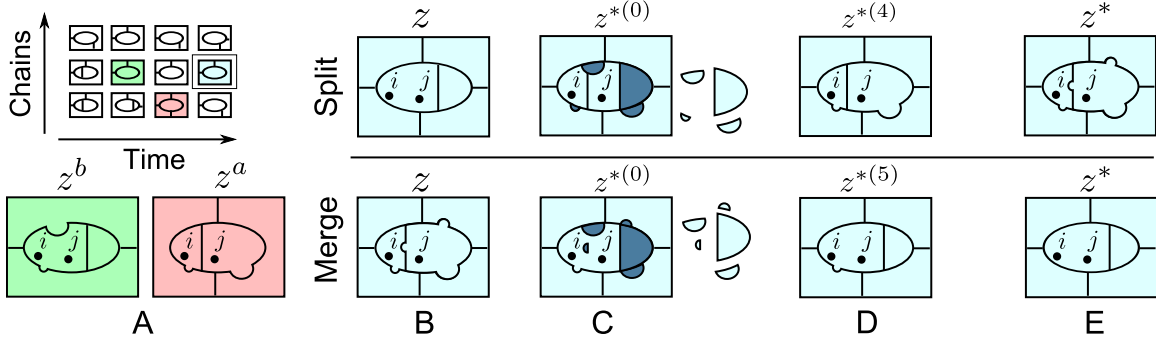 Chains
Time
z^b
z^a
i j
i j
A
Split
z
z*(0)
z*(4)
z*
i j
i j
i j
i j
Merge
z
z*(0)
z*(5)
z*
i j
i j
i j
i j
B
C
D
E